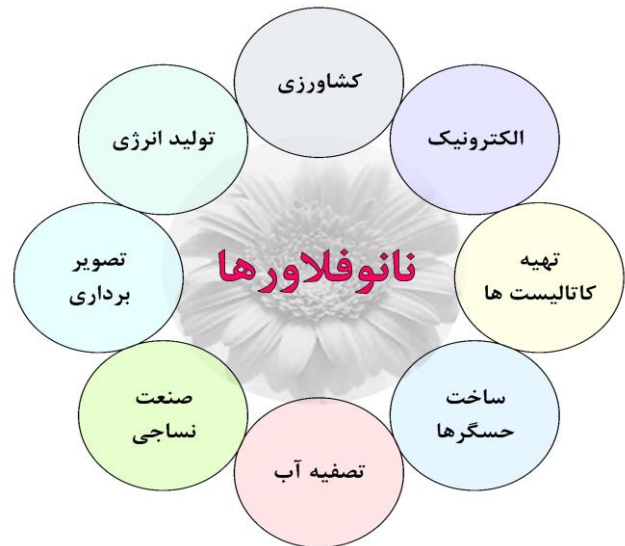 نانوفلاورها
کشاورزی
الکترونیک
تهیه
کاتالیست ها
ساخت
حسگرها
تصفیه آب
صنعت
نساجی
تصویر
برداری
تولید انرژی